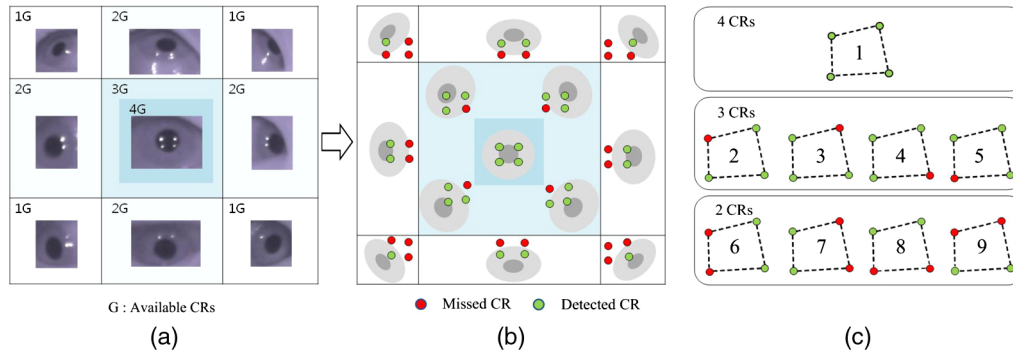 1G 2G 1G
2G 3G 2G
4G
1G 2G 1G
G : Available CRs
(a)
Missed CR Detected CR
(b)
4 CRs
1
3 CRs
2 3 4 5
2 CRs
6 7 8 9
(c)